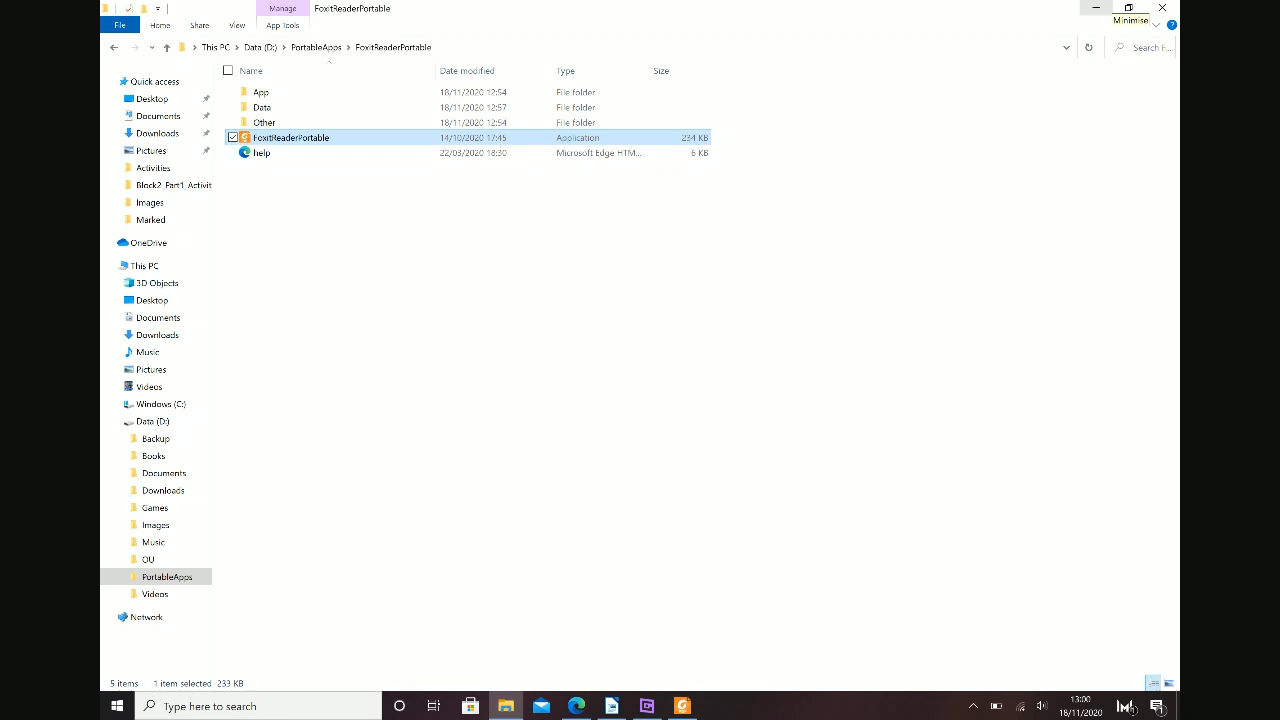 Manage
FoxitReaderPortable
Minimise
File
Home
Share
View
App Tools
This PC
Data (D:)
PortableApps
FoxitReaderPortable
Search F...
Name
Date modified
Type
Size
App
18/11/2020 12:54
File folder
Data
18/11/2020 12:57
File folder
Other
18/11/2020 12:54
File folder
FoxitReaderPortable
14/10/2020 17:45
Application
234 KB
help
22/03/2020 18:30
Microsoft Edge HTM...
6 KB
Quick access
Desktop
Documents
Downloads
Pictures
Activities
Block2_Part1_Activit
Images
Marked
OneDrive
This PC
3D Objects
Desktop
Documents
Downloads
Music
Pictures
Videos
Windows (C:)
Data (D:)
Backup
Books
Documents
Downloads
Games
Images
Music
OU
PortableApps
Videos
Network
5 items
1 item selected 233 KB
Type here to search
13:00
18/11/2020